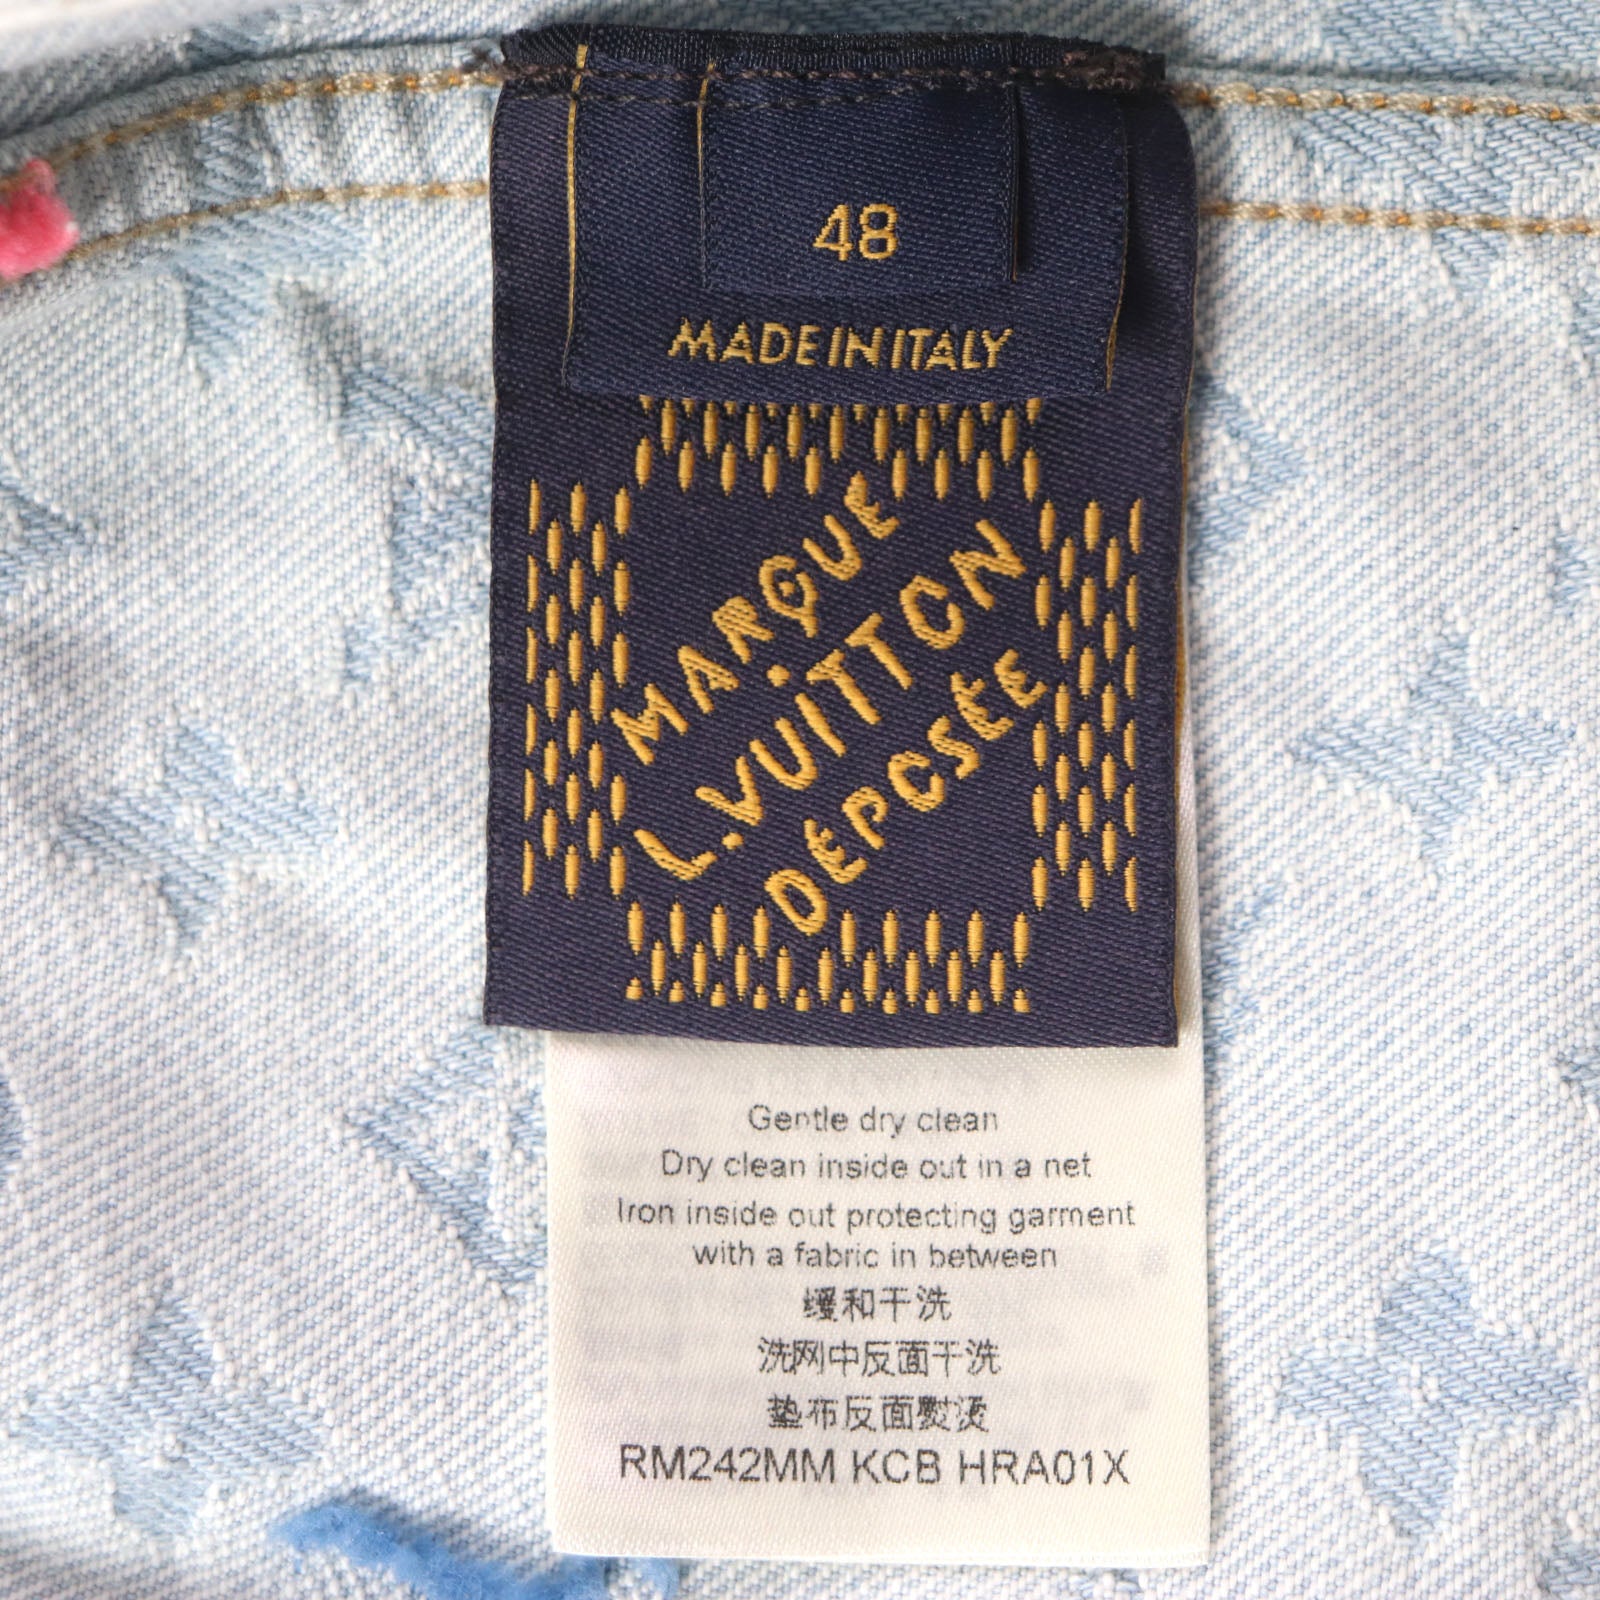 48
MADE IN ITALY
MARQUE
L.VUiTTON
DÉPOSÉE
Gentle dry clean
Dry clean inside out in a net
Iron inside out protecting garment
with a fabric in between
缓和干洗
洗网中反面干洗
垫布反面熨烫
RM242MM KCB HRA01X